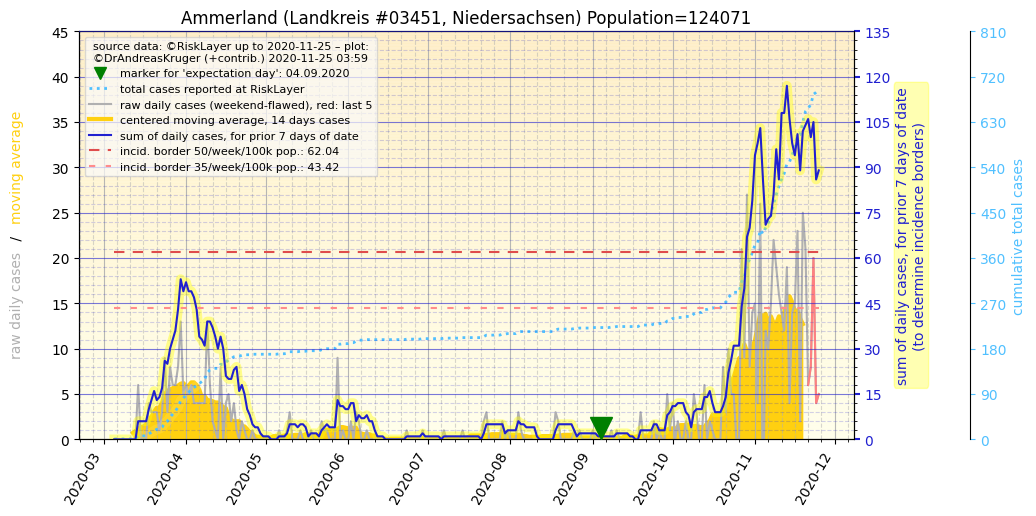 Ammerland (Landkreis #03451, Niedersachsen) Population=124071
source data: ©RiskLayer up to 2020-11-25 – plot:
©DrAndreasKruger (+contrib.) 2020-11-25 03:59
marker for 'expectation day': 04.09.2020
total cases reported at RiskLayer
raw daily cases (weekend-flawed), red: last 5
centered moving average, 14 days cases
sum of daily cases, for prior 7 days of date
incid. border 50/week/100k pop.: 62.04
incid. border 35/week/100k pop.: 43.42
raw daily cases / moving average
45
40
35
30
25
20
15
10
5
0
2020-03
2020-04
2020-05
2020-06
2020-07
2020-08
2020-09
2020-10
2020-11
2020-12
135
120
105
90
75
60
45
30
15
0
sum of daily cases, for prior 7 days of date
(to determine incidence borders)
810
720
630
540
450
360
270
180
90
0
cumulative total cases